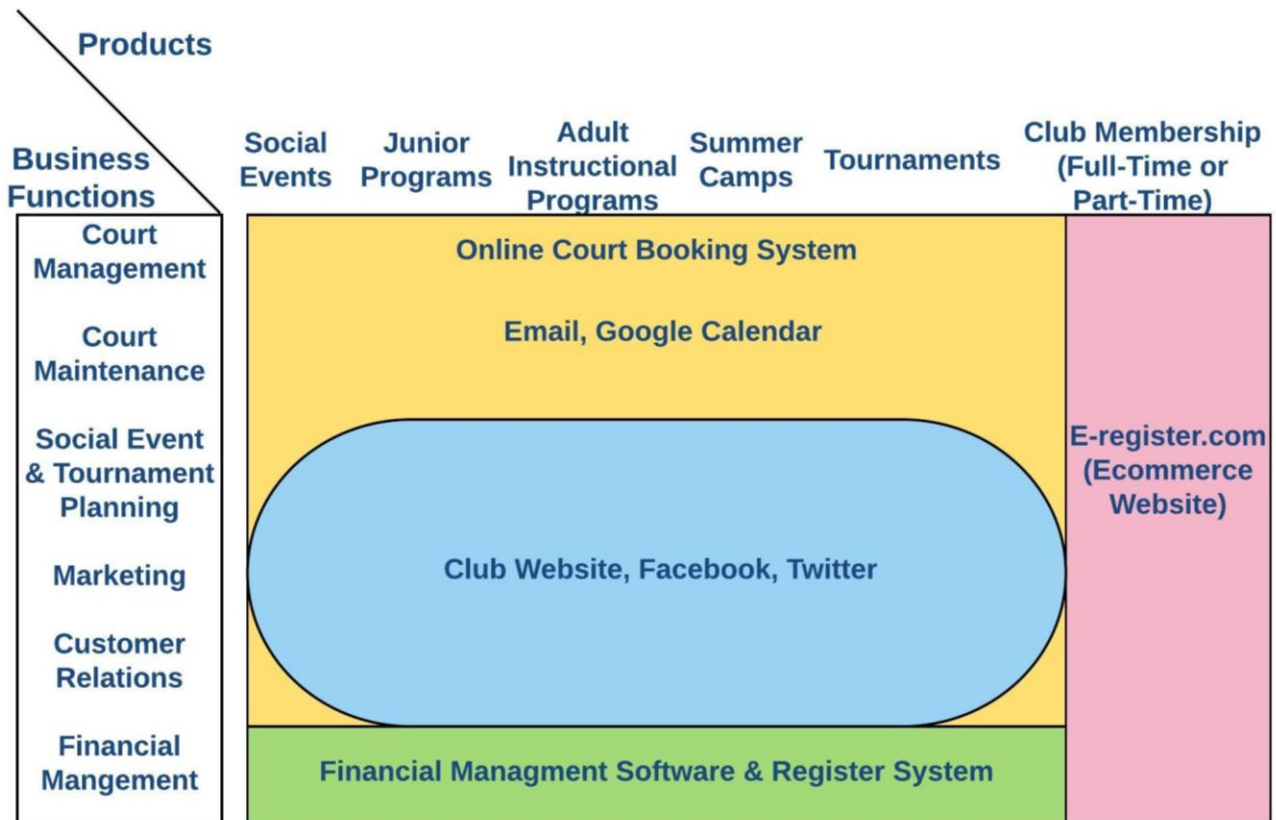 Products
Business
Functions
Social
Events
Junior
Programs
Adult
Instructional
Programs
Summer
Camps
Tournaments
Club Membership
(Full-Time or
Part-Time)
Court
Management
Court
Maintenance
Social Event
& Tournament
Planning
Marketing
Customer
Relations
Financial
Mangement
Online Court Booking System
Email, Google Calendar
Club Website, Facebook, Twitter
Financial Managment Software & Register System
E-register.com
(Ecommerce
Website)